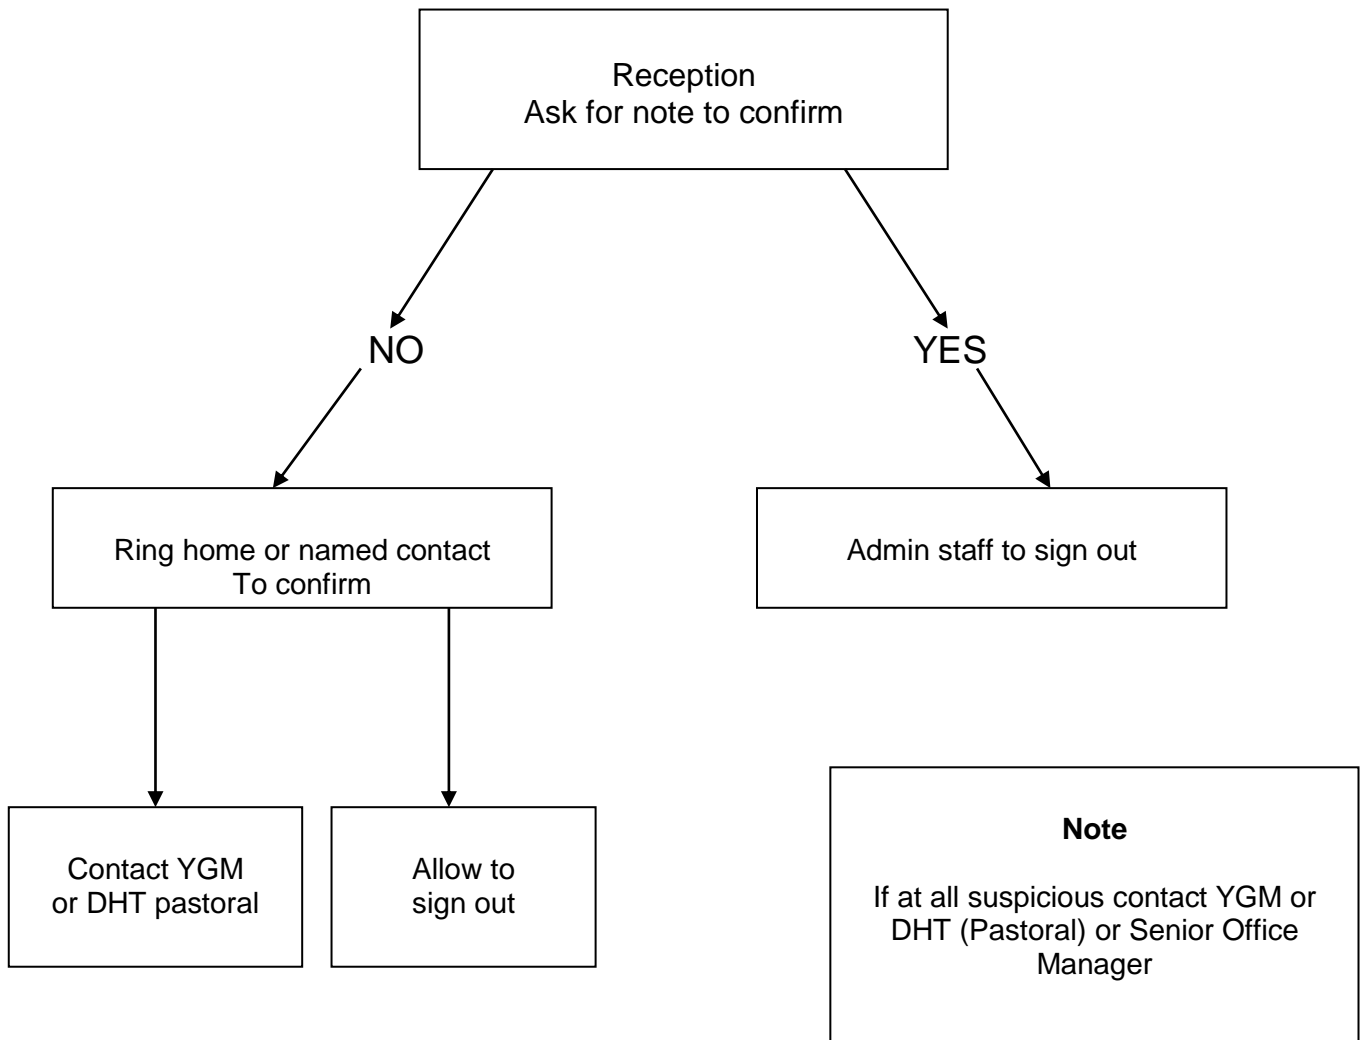 Reception
Ask for note to confirm
NO
YES
Ring home or named contact
To confirm
Admin staff to sign out
Contact YGM
or DHT pastoral
Allow to
sign out
Note
If at all suspicious contact YGM or
DHT (Pastoral) or Senior Office
Manager